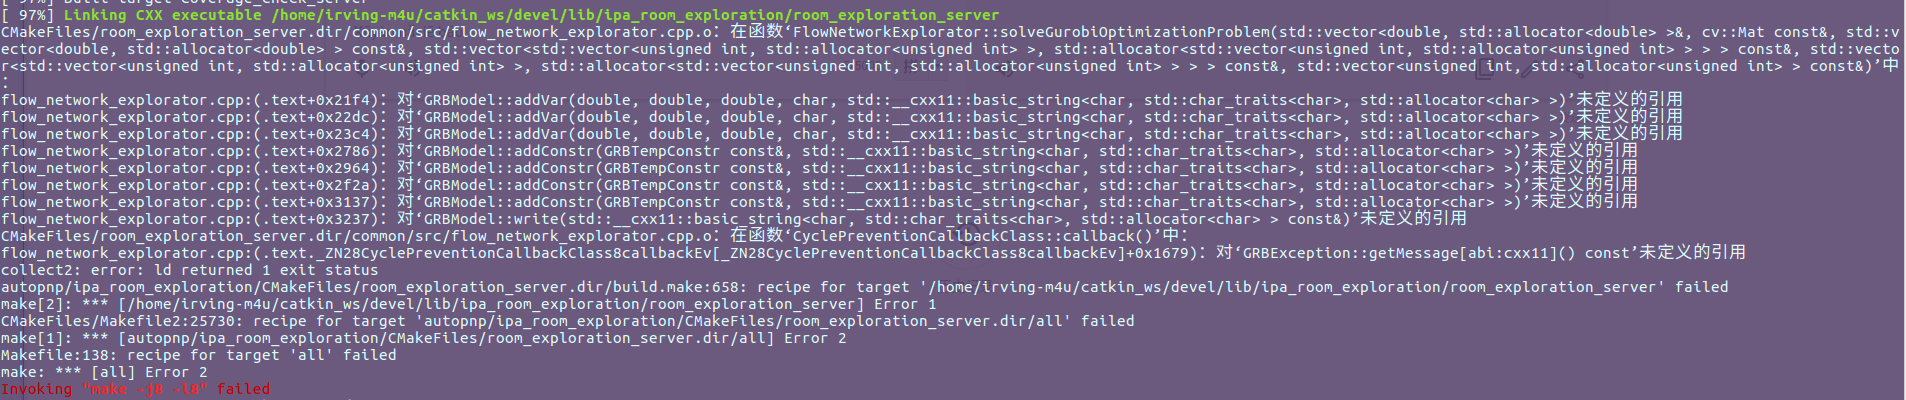 [ 97%] Built target coverage_check_server
[ 97%] Linking CXX executable /home/irving-m4u/catkin_ws/devel/lib/ipa_room_exploration/room_exploration_server
CMakeFiles/room_exploration_server.dir/common/src/flow_network_explorator.cpp.o: 在函数‘FlowNetworkExplorator::solveGurobiOptimizationProblem(std::vector<double, std::allocator<double> >&, cv::Mat const&, std::v
ector<double, std::allocator<double> > const&, std::vector<std::vector<unsigned int, std::allocator<unsigned int> >, std::allocator<std::vector<unsigned int, std::allocator<unsigned int> > > > const&, std::vecto
r<std::vector<unsigned int, std::allocator<unsigned int> >, std::allocator<std::vector<unsigned int, std::allocator<unsigned int> > > > const&, std::vector<unsigned int, std::allocator<unsigned int> > const&)’中
:
flow_network_explorator.cpp:(.text+0x21f4): 对‘GRBModel::addVar(double, double, double, char, std::__cxx11::basic_string<char, std::char_traits<char>, std::allocator<char> >)’未定义的引用
flow_network_explorator.cpp:(.text+0x22dc): 对‘GRBModel::addVar(double, double, double, char, std::__cxx11::basic_string<char, std::char_traits<char>, std::allocator<char> >)’未定义的引用
flow_network_explorator.cpp:(.text+0x23c4): 对‘GRBModel::addVar(double, double, double, char, std::__cxx11::basic_string<char, std::char_traits<char>, std::allocator<char> >)’未定义的引用
flow_network_explorator.cpp:(.text+0x2786): 对‘GRBModel::addConstr(GRBTempConstr const&, std::__cxx11::basic_string<char, std::char_traits<char>, std::allocator<char> >)’未定义的引用
flow_network_explorator.cpp:(.text+0x2964): 对‘GRBModel::addConstr(GRBTempConstr const&, std::__cxx11::basic_string<char, std::char_traits<char>, std::allocator<char> >)’未定义的引用
flow_network_explorator.cpp:(.text+0x2f2a): 对‘GRBModel::addConstr(GRBTempConstr const&, std::__cxx11::basic_string<char, std::char_traits<char>, std::allocator<char> >)’未定义的引用
flow_network_explorator.cpp:(.text+0x3137): 对‘GRBModel::addConstr(GRBTempConstr const&, std::__cxx11::basic_string<char, std::char_traits<char>, std::allocator<char> >)’未定义的引用
flow_network_explorator.cpp:(.text+0x3237): 对‘GRBModel::write(std::__cxx11::basic_string<char, std::char_traits<char>, std::allocator<char> > const&)’未定义的引用
CMakeFiles/room_exploration_server.dir/common/src/flow_network_explorator.cpp.o: 在函数‘CyclePreventionCallbackClass::callback()’中:
flow_network_explorator.cpp:(.text._ZN28CyclePreventionCallbackClass8callbackEv[_ZN28CyclePreventionCallbackClass8callbackEv]+0x1679): 对‘GRBException::getMessage[abi:cxx11]() const’未定义的引用
collect2: error: ld returned 1 exit status
autopnp/ipa_room_exploration/CMakeFiles/room_exploration_server.dir/build.make:658: recipe for target '/home/irving-m4u/catkin_ws/devel/lib/ipa_room_exploration/room_exploration_server' failed
make[2]: *** [/home/irving-m4u/catkin_ws/devel/lib/ipa_room_exploration/room_exploration_server] Error 1
CMakeFiles/Makefile2:25730: recipe for target 'autopnp/ipa_room_exploration/CMakeFiles/room_exploration_server.dir/all' failed
make[1]: *** [autopnp/ipa_room_exploration/CMakeFiles/room_exploration_server.dir/all] Error 2
Makefile:138: recipe for target 'all' failed
make: *** [all] Error 2
Invoking "make -j8 -l8" failed